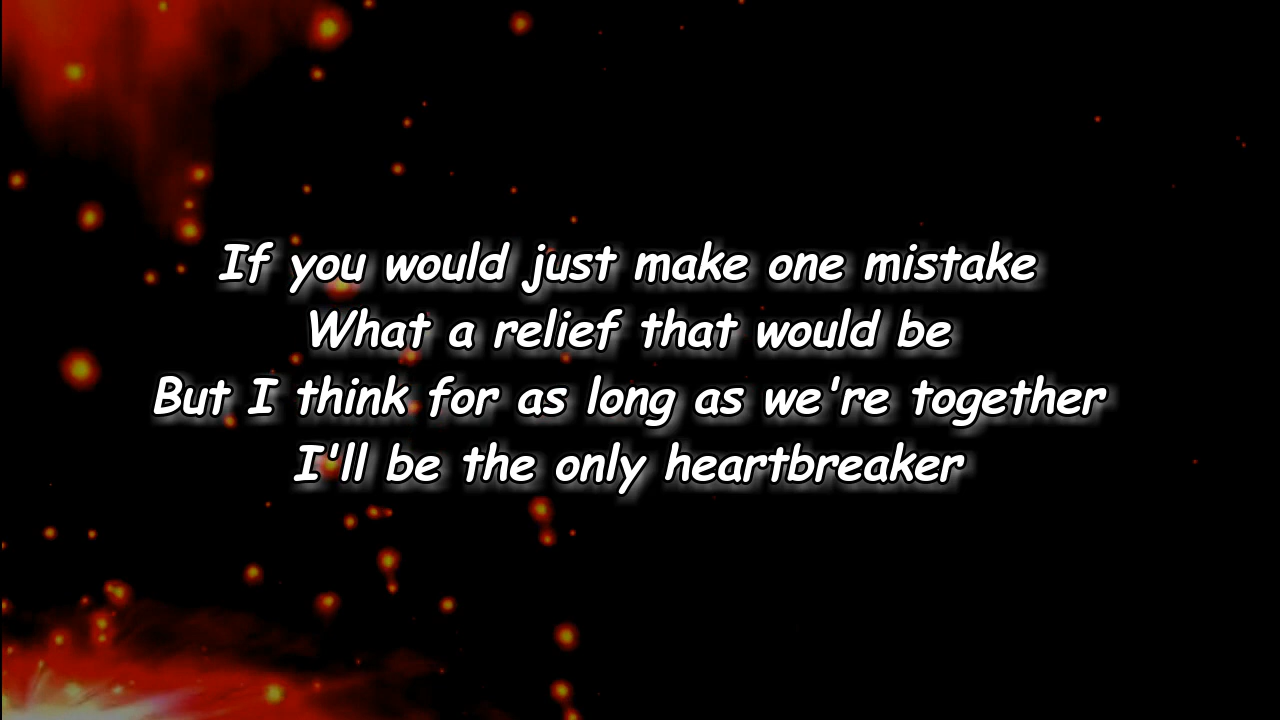 If you would just make one mistake
What a relief that would be
But I think for as long as we're together
I'll be the only heartbreaker